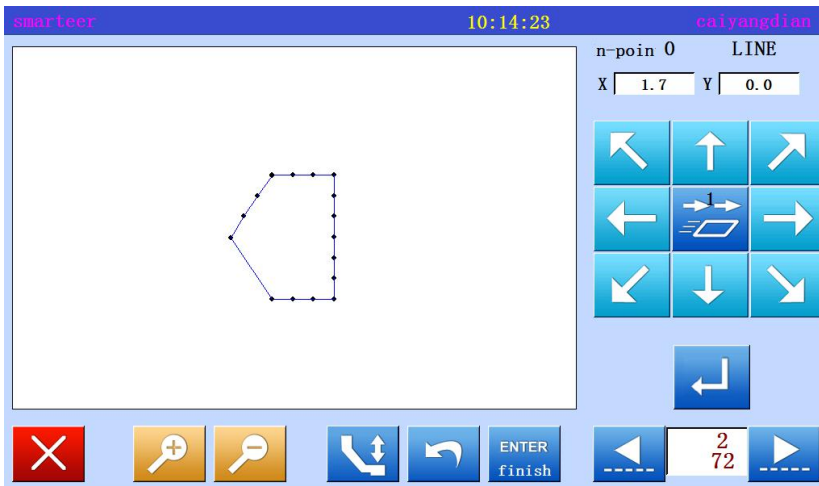 smarteer 10:14:23 caiyangdian
n-poin 0 LINE
X 1.7 Y 0.0
1
ENTER
finish
2
72